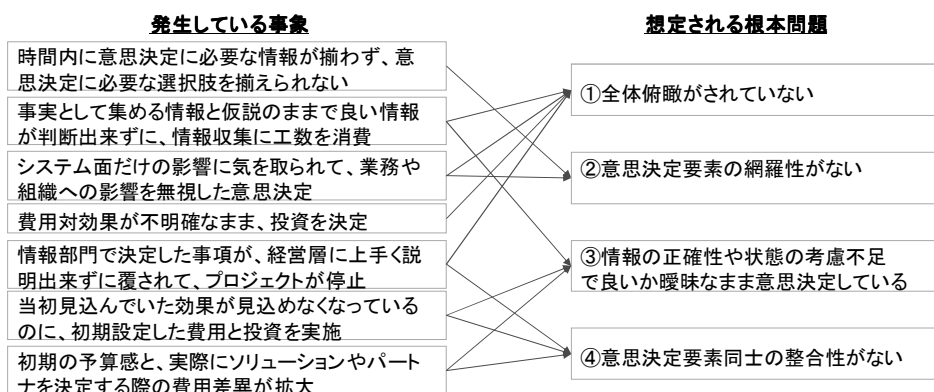 発生している事象
時間内に意思決定に必要な情報が揃わず、意
思決定に必要な選択肢を揃えられない
事実として集める情報と仮説のままで良い情報
が判断出来ずに、情報収集に工数を消費
システム面だけの影響に気を取られて、業務や
組織への影響を無視した意思決定
費用対効果が不明確なまま、投資を決定
情報部門で決定した事項が、経営層に上手く説
明出来ずに覆されて、プロジェクトが停止
当初見込んでいた効果が見込めなくなっている
のに、初期設定した費用と投資を実施
初期の予算感と、実際にソリューションやパート
ナを決定する際の費用差異が拡大
想定される根本問題
①全体俯瞰がされていない
②意思決定要素の網羅性がない
③情報の正確性や状態の考慮不足
で良いか曖昧なまま意思決定している
④意思決定要素同士の整合性がない